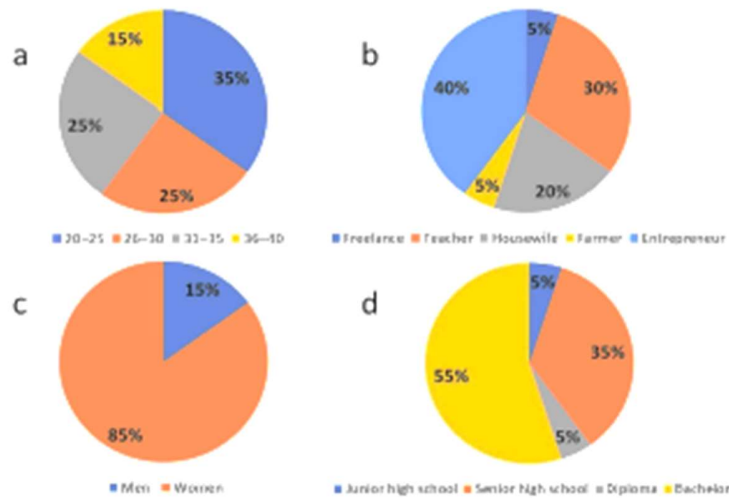 a
15%
35%
25%
25%
20–25 26–30 31–35 36–40
b
5%
40%
30%
5%
20%
Freelance Teacher Housewife Farmer Entrepreneur
c
15%
85%
Men Women
d
5%
35%
55%
5%
Junior high school Senior high school Diploma Bachelor